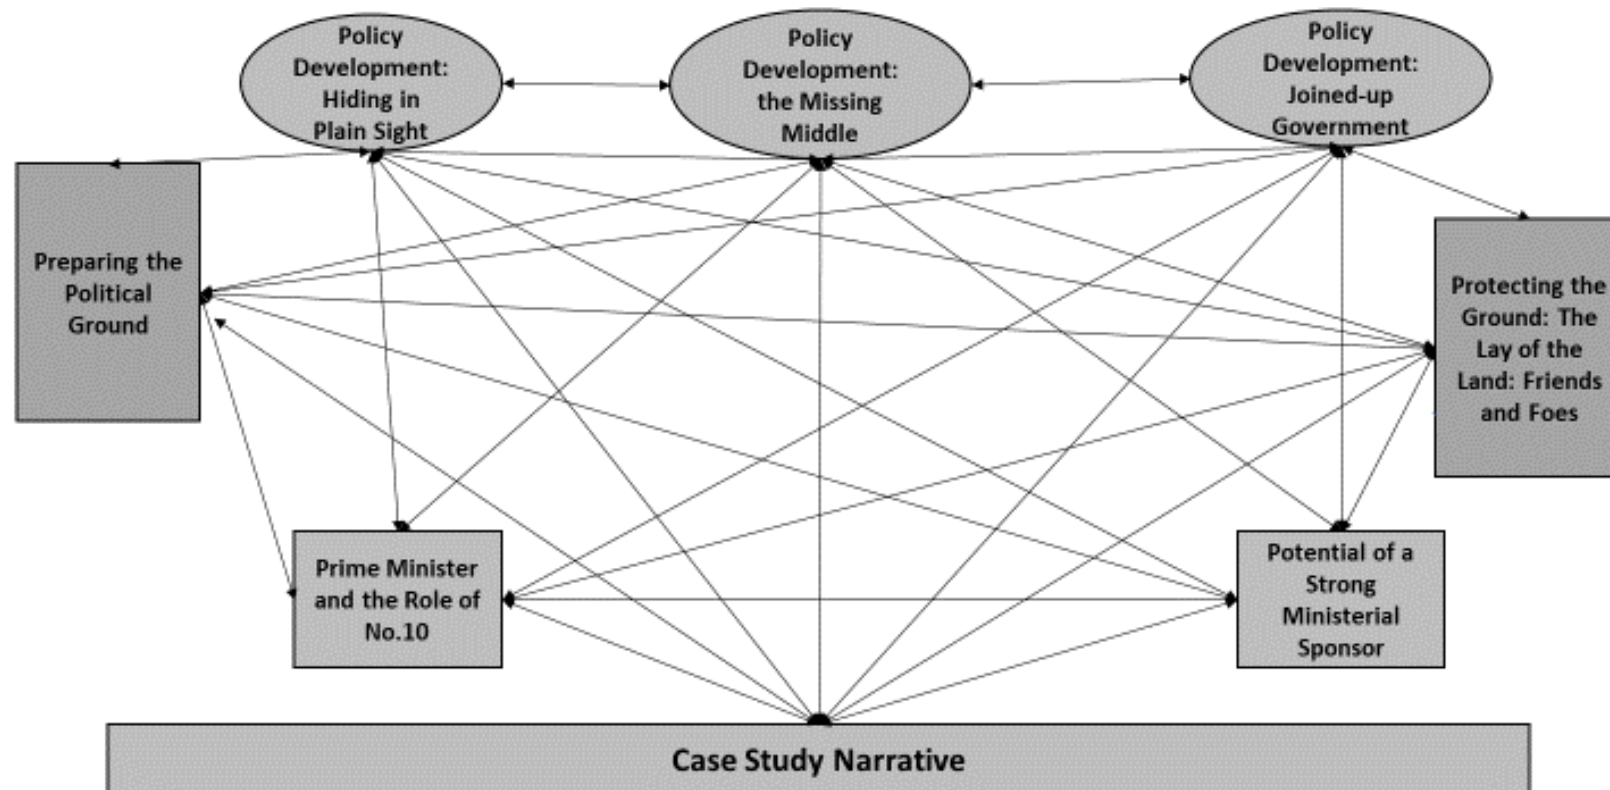 Policy
Development:
Hiding in
Plain Sight
Policy
Development:
the Missing
Middle
Policy
Development:
Joined-up
Government
Preparing the
Political
Ground
Protecting the
Ground: The
Lay of the
Land: Friends
and Foes
Prime Minister
and the Role of
No.10
Potential of a
Strong
Ministerial
Sponsor
Case Study Narrative